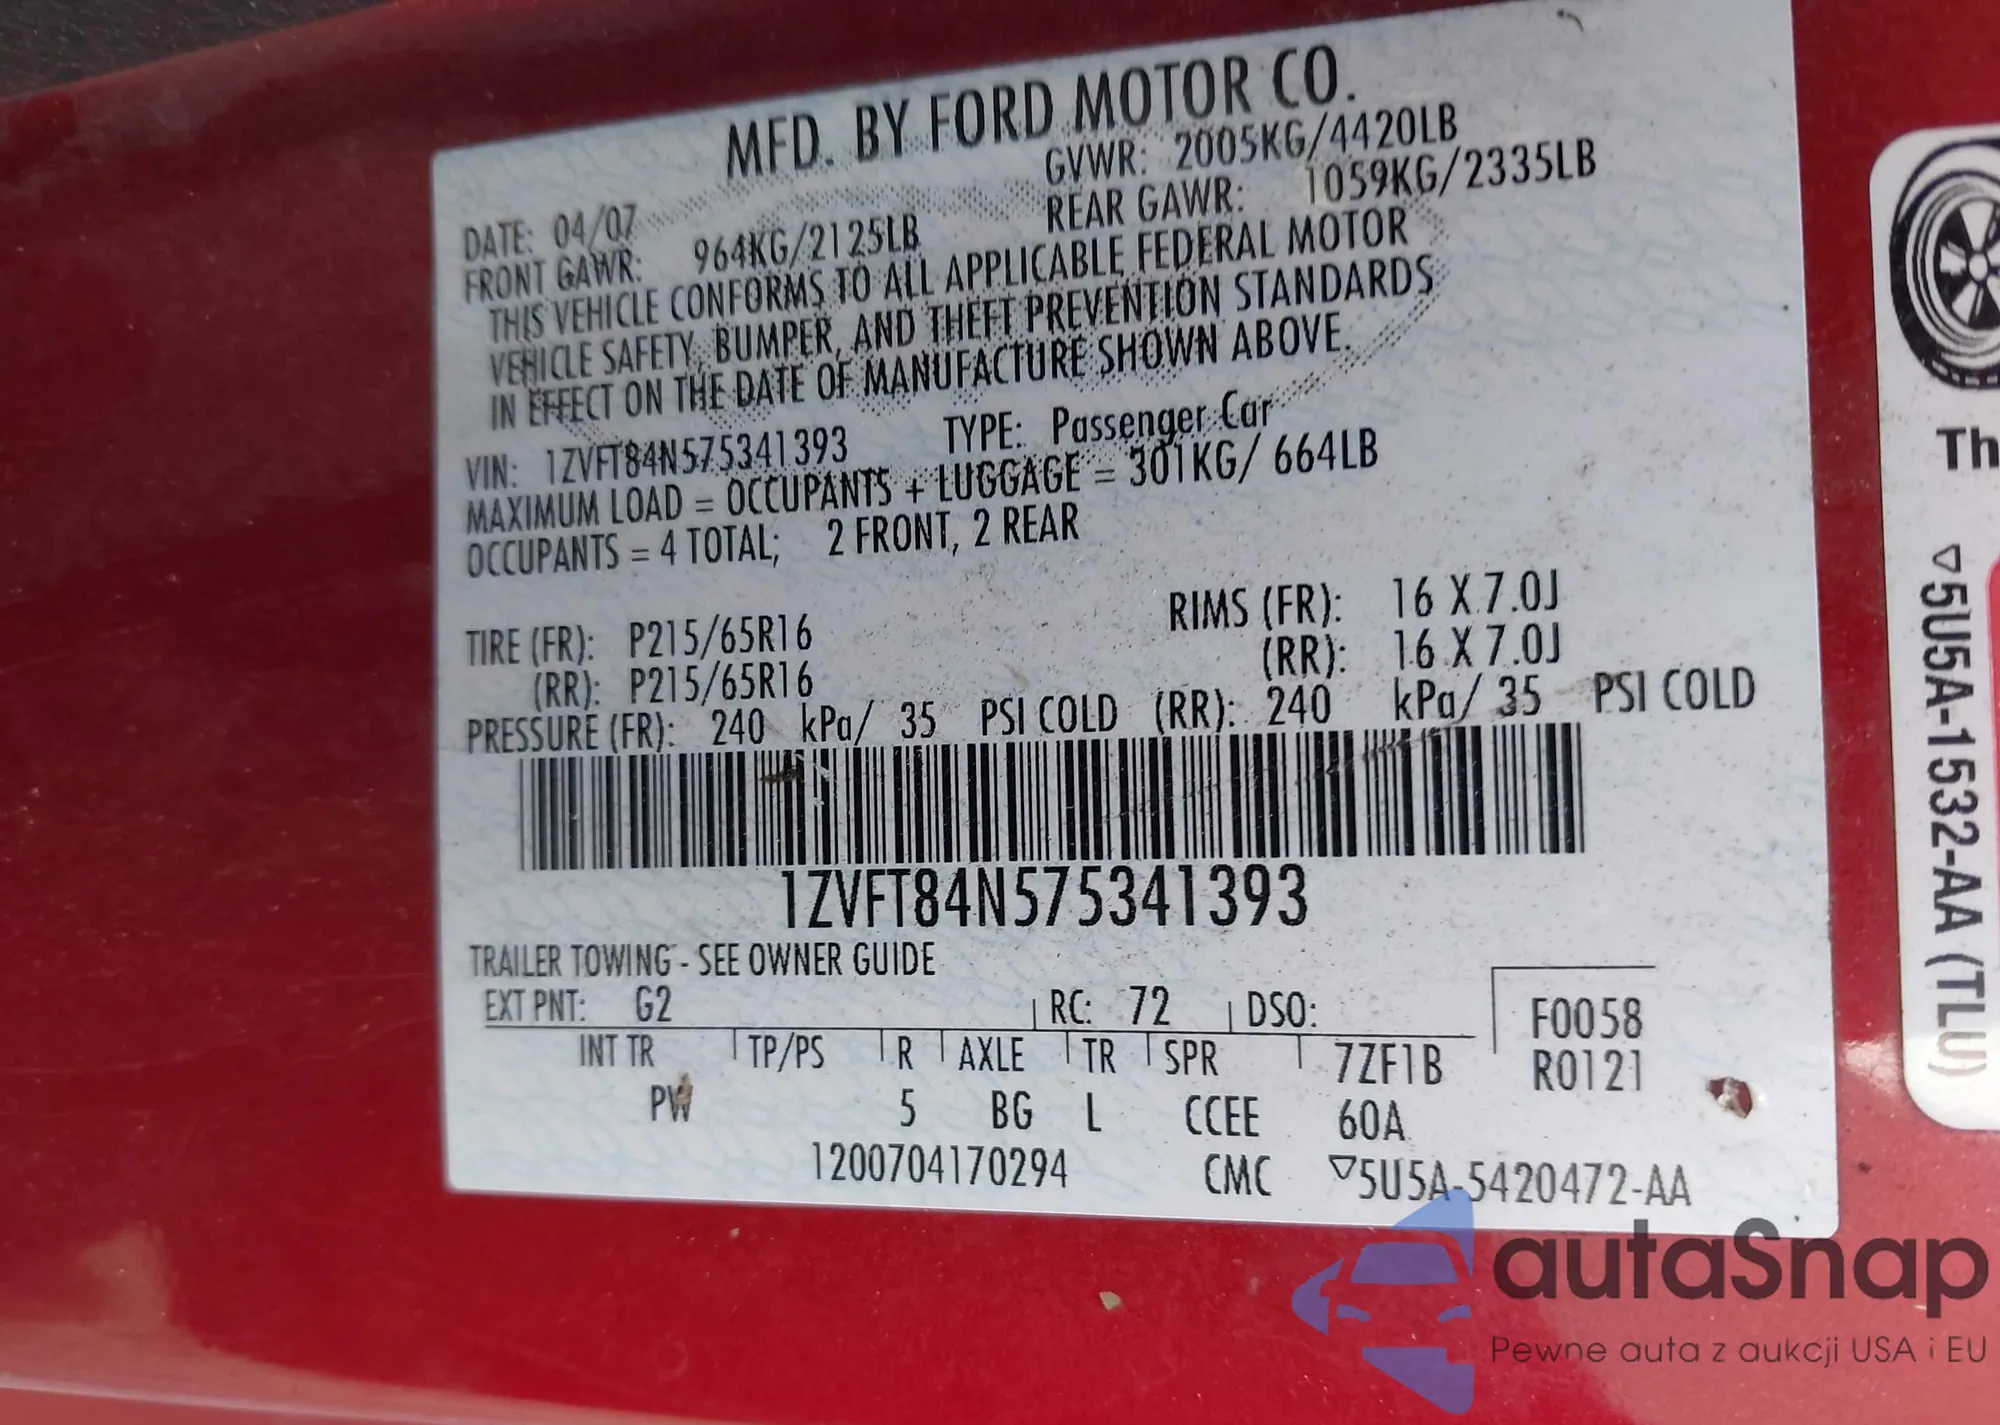 MFD. BY FORD MOTOR CO.
DATE: 04/07 GVWR: 2005KG/4420LB
FRONT GAWR: 964KG/2125LB REAR GAWR: 1059KG/2335LB
THIS VEHICLE CONFORMS TO ALL APPLICABLE FEDERAL MOTOR
VEHICLE SAFETY, BUMPER, AND THEFT PREVENTION STANDARDS
IN EFFECT ON THE DATE OF MANUFACTURE SHOWN ABOVE.
VIN: 1ZVFT84N575341393 TYPE: Passenger Car
MAXIMUM LOAD = OCCUPANTS + LUGGAGE = 301KG/ 664LB
OCCUPANTS = 4 TOTAL; 2 FRONT, 2 REAR
TIRE (FR): P215/65R16 RIMS (FR): 16 X 7.0J
(RR): P215/65R16 (RR): 16 X 7.0J
PRESSURE (FR): 240 kPa/ 35 PSI COLD (RR): 240 kPa/ 35 PSI COLD
1ZVFT84N575341393
TRAILER TOWING - SEE OWNER GUIDE
EXT PNT: G2 RC: 72 DSO: F0058
INT TR TP/PS R AXLE TR SPR 7ZF1B R0121
PW 5 BG L CCEE 60A
1200704170294 CMC ▽5U5A-5420472-AA
Th
▽5U5A-1532-AA (TLU)
autaSnap
Pewne auta z aukcji USA i EU